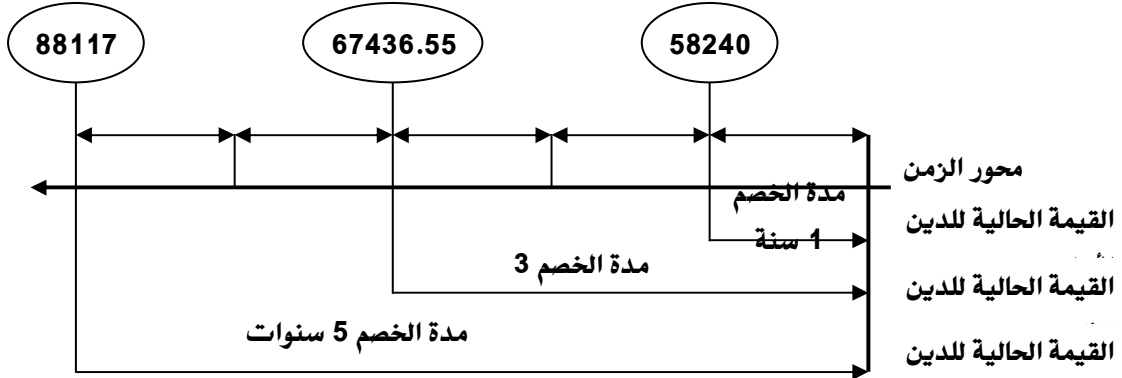 58240
67436.55
88117
محور الزمن
مدة الخصم
1 سنة
القيمة الحالية للدين
مدة الخصم 3
القيمة الحالية للدين
مدة الخصم 5 سنوات
القيمة الحالية للدين